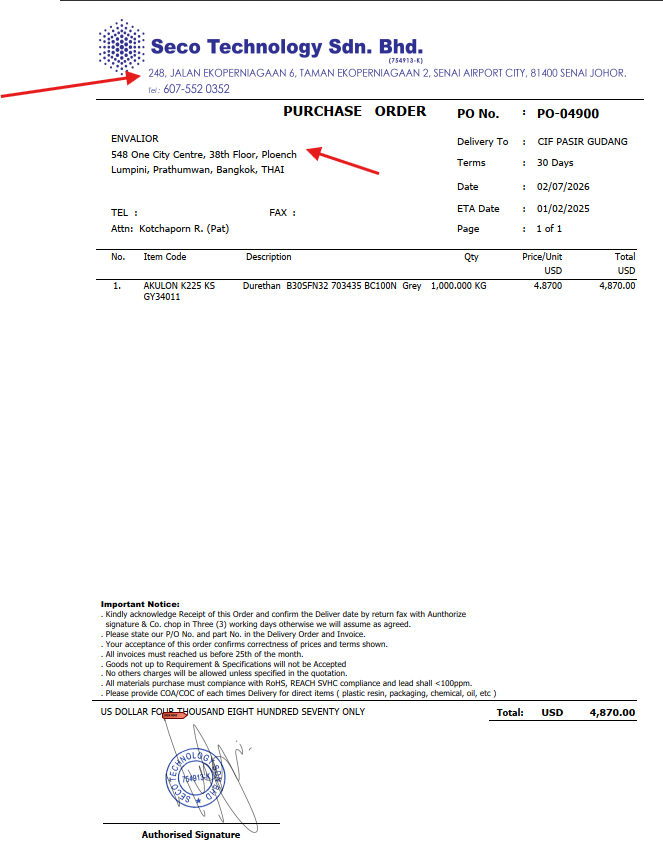 Seco Technology Sdn. Bhd.
(754913-K)
248, JALAN EKOPERNIAGAAN 6, TAMAN EKOPERNIAGAAN 2, SENAI AIRPORT CITY, 81400 SENAI JOHOR.
Tel : 607-552 0352
PURCHASE ORDER
PO No. : PO-04900
ENVALIOR
548 One City Centre, 38th Floor, Ploench
Lumpini, Prathumwan, Bangkok, THAI
Delivery To : CIF PASIR GUDANG
Terms : 30 Days
Date : 02/07/2026
TEL : FAX :
ETA Date : 01/02/2025
Attn: Kotchaporn R. (Pat)
Page : 1 of 1
No. Item Code Description Qty Price/Unit Total
USD USD
1. AKULON K225 KS Durethan B30SFN32 703435 BC100N Grey 1,000.000 KG 4.8700 4,870.00
GY34011
Important Notice:
. Kindly acknowledge Receipt of this Order and confirm the Deliver date by return fax with Aunthorize
signature & Co. chop in Three (3) working days otherwise we will assume as agreed.
. Please state our P/O No. and part No. in the Delivery Order and Invoice.
. Your acceptance of this order confirms correctness of prices and terms shown.
. All invoices must reached us before 25th of the month.
. Goods not up to Requirement & Specifications will not be Accepted
. No others charges will be allowed unless specified in the quotation.
. All materials purchase must compliance with RoHS, REACH SVHC compliance and lead shall <100ppm.
. Please provide COA/COC of each times Delivery for direct items ( plastic resin, packaging, chemical, oil, etc )
US DOLLAR FOUR THOUSAND EIGHT HUNDRED SEVENTY ONLY
Total: USD 4,870.00
SECO TECHNOLOGY SDN BHD
754913-K
Authorised Signature